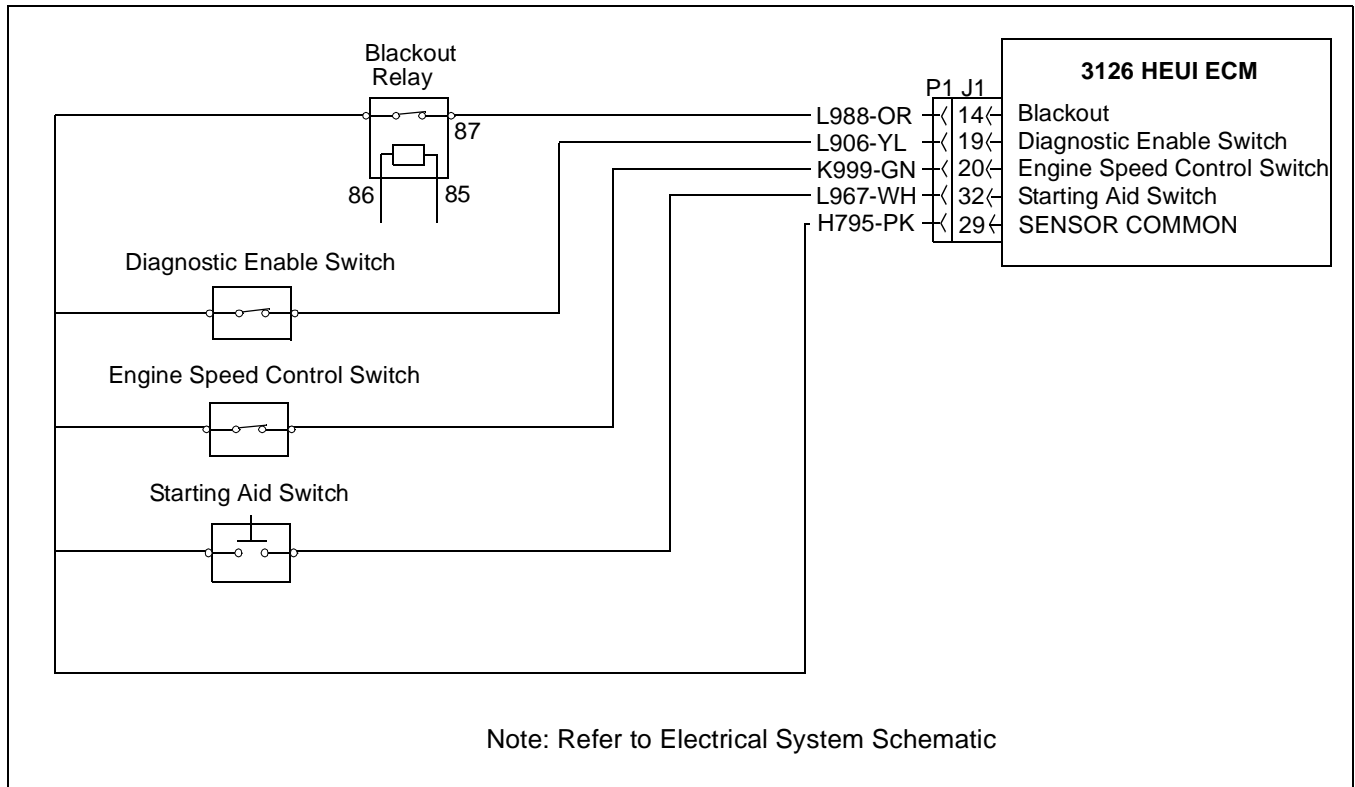 Blackout
Relay
87
86
85
3126 HEUI ECM
P1 J1
L988-OR 14 Blackout
L906-YL 19 Diagnostic Enable Switch
K999-GN 20 Engine Speed Control Switch
L967-WH 32 Starting Aid Switch
H795-PK 29 SENSOR COMMON
Diagnostic Enable Switch
Engine Speed Control Switch
Starting Aid Switch
Note: Refer to Electrical System Schematic